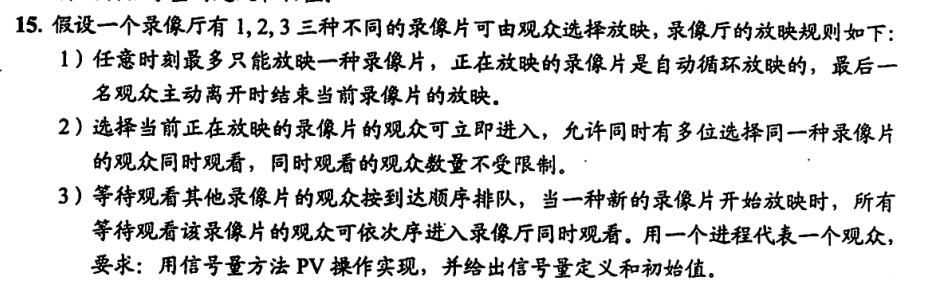 15. 假设一个录像厅有 1, 2, 3 三种不同的录像片可由观众选择放映，录像厅的放映规则如下：
1）任意时刻最多只能放映一种录像片，正在放映的录像片是自动循环放映的，最后一
名观众主动离开时结束当前录像片的放映。
2）选择当前正在放映的录像片的观众可立即进入，允许同时有多位选择同一种录像片
的观众同时观看，同时观看的观众数量不受限制。
3）等待观看其他录像片的观众按到达顺序排队，当一种新的录像片开始放映时，所有
等待观看该录像片的观众可依次序进入录像厅同时观看。用一个进程代表一个观众，
要求：用信号量方法 PV 操作实现，并给出信号量定义和初始值。